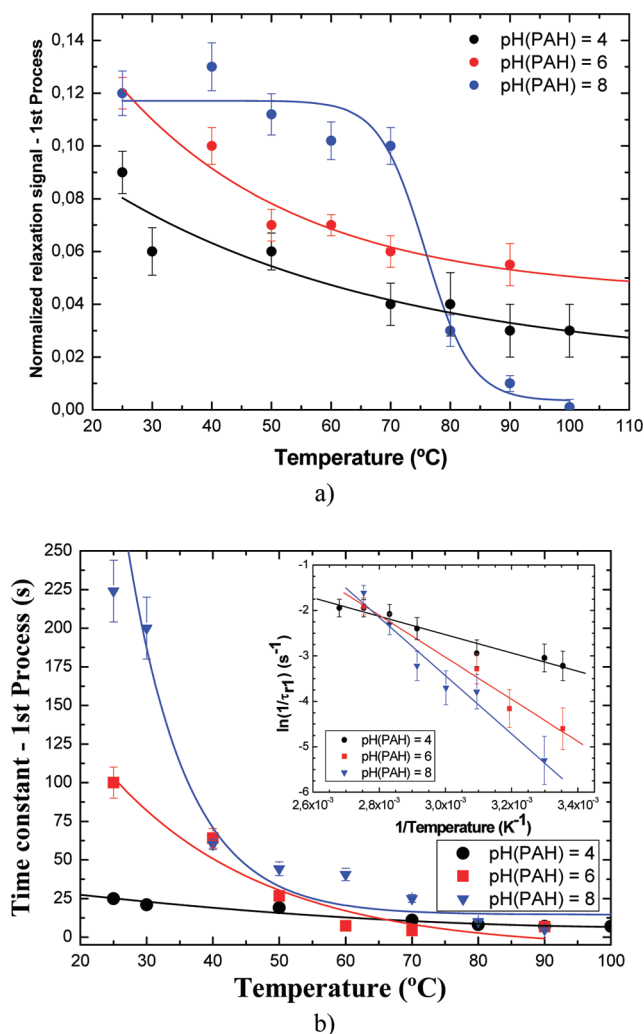 0,14
0,12
0,10
0,08
0,06
0,04
0,02
0,00
Normalized relaxation signal - 1st Process
pH(PAH) = 4
pH(PAH) = 6
pH(PAH) = 8
20 30 40 50 60 70 80 90 100 110
Temperature (ºC)
a)
250
225
200
175
150
125
100
75
50
25
0
Time constant - 1st Process (s)
-1
-2
-3
-4
-5
-6
ln(1/τr1) (s⁻¹)
pH(PAH) = 4
pH(PAH) = 6
pH(PAH) = 8
2,6x10⁻³ 2,8x10⁻³ 3,0x10⁻³ 3,2x10⁻³ 3,4x10⁻³
1/Temperature (K⁻¹)
pH(PAH) = 4
pH(PAH) = 6
pH(PAH) = 8
20 30 40 50 60 70 80 90 100
Temperature (ºC)
b)